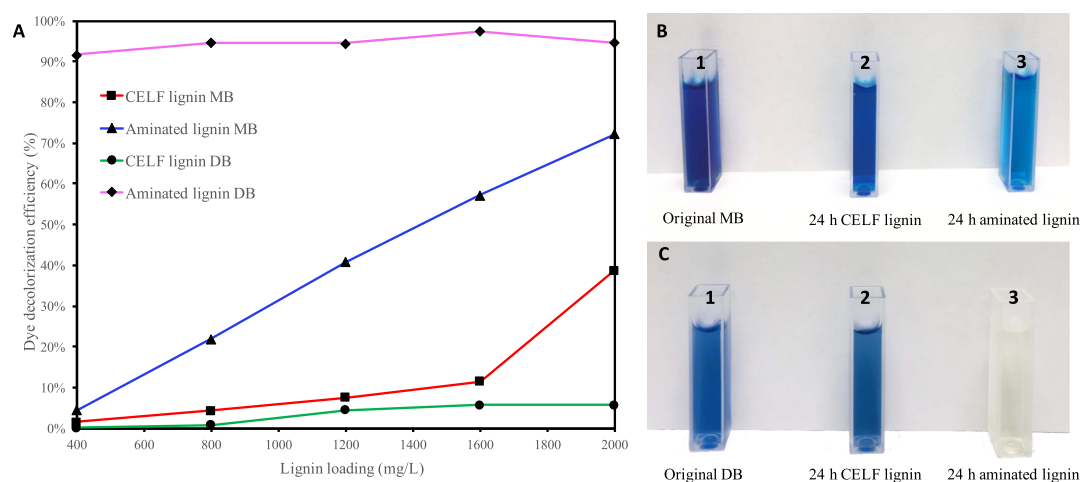 A
100%
90%
80%
70%
60%
50%
40%
30%
20%
10%
0%
Dye decolorization efficiency (%)
CELF lignin MB
Aminated lignin MB
CELF lignin DB
Aminated lignin DB
400 600 800 1000 1200 1400 1600 1800 2000
Lignin loading (mg/L)
B
1 2 3
Original MB 24 h CELF lignin 24 h aminated lignin
C
1 2 3
Original DB 24 h CELF lignin 24 h aminated lignin